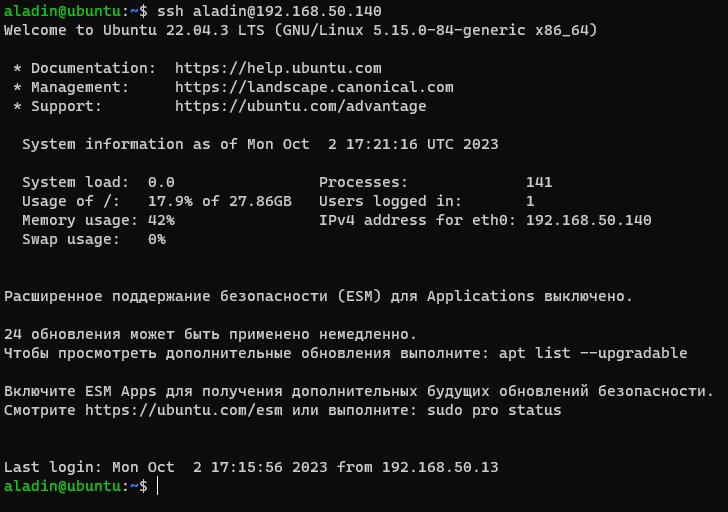 aladin@ubuntu:~$ ssh aladin@192.168.50.140
Welcome to Ubuntu 22.04.3 LTS (GNU/Linux 5.15.0-84-generic x86_64)
* Documentation:  https://help.ubuntu.com
* Management:     https://landscape.canonical.com
* Support:        https://ubuntu.com/advantage
System information as of Mon Oct  2 17:21:16 UTC 2023
System load:  0.0                Processes:             141
Usage of /:   17.9% of 27.86GB   Users logged in:       1
Memory usage: 42%                IPv4 address for eth0: 192.168.50.140
Swap usage:   0%
Расширенное поддержание безопасности (ESM) для Applications выключено.
24 обновления может быть применено немедленно.
Чтобы просмотреть дополнительные обновления выполните: apt list --upgradable
Включите ESM Apps для получения дополнительных будущих обновлений безопасности.
Смотрите https://ubuntu.com/esm или выполните: sudo pro status
Last login: Mon Oct  2 17:15:56 2023 from 192.168.50.13
aladin@ubuntu:~$